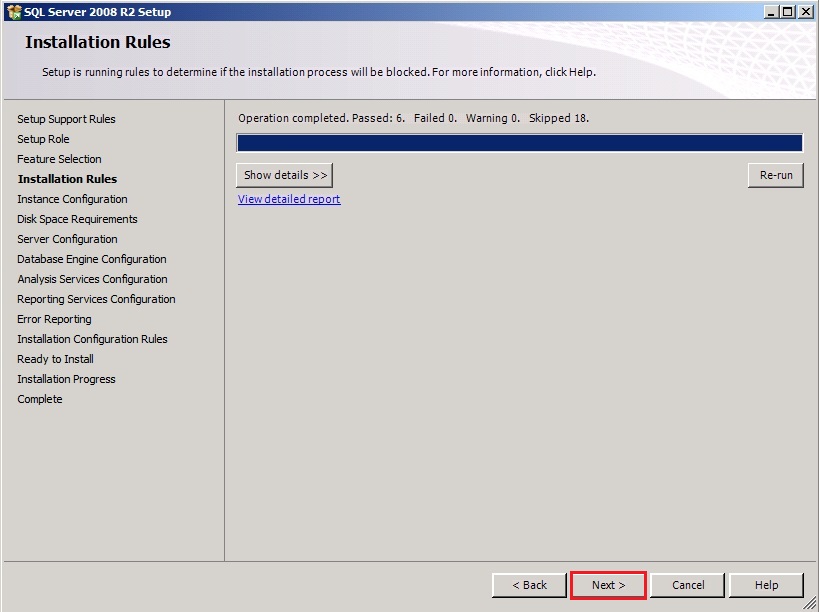 SQL Server 2008 R2 Setup
Installation Rules
Setup is running rules to determine if the installation process will be blocked. For more information, click Help.
Setup Support Rules
Setup Role
Feature Selection
Installation Rules
Instance Configuration
Disk Space Requirements
Server Configuration
Database Engine Configuration
Analysis Services Configuration
Reporting Services Configuration
Error Reporting
Installation Configuration Rules
Ready to Install
Installation Progress
Complete
Operation completed. Passed: 6. Failed 0. Warning 0. Skipped 18.
Show details >> Re-run
View detailed report
< Back Next > Cancel Help